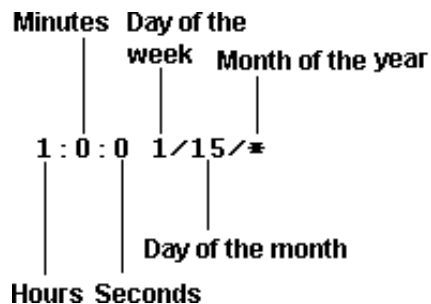 Minutes Day of the
week Month of the year
1:0:0 1/15/*
Day of the month
Hours Seconds